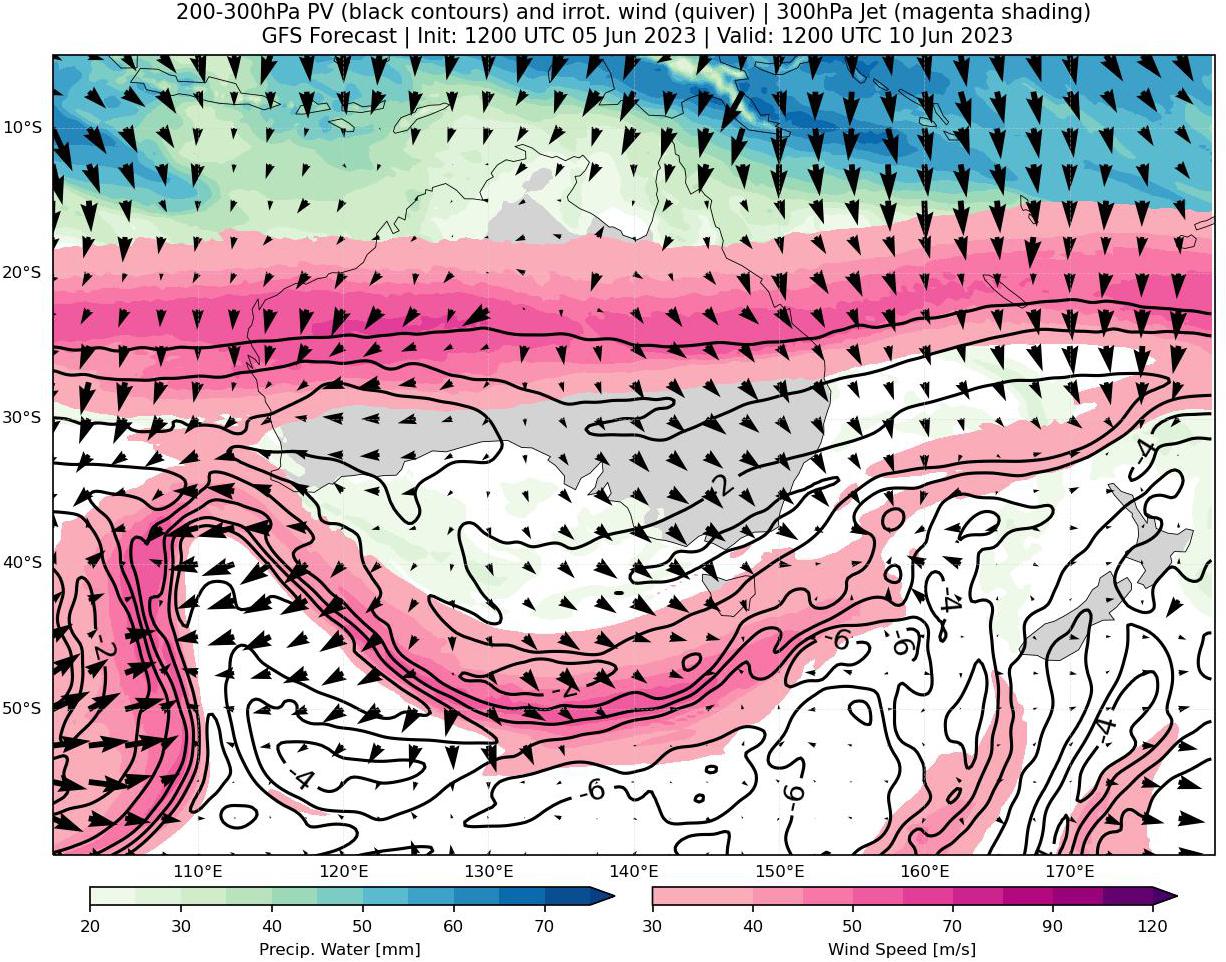 200-300hPa PV (black contours) and irrot. wind (quiver) | 300hPa Jet (magenta shading)
GFS Forecast | Init: 1200 UTC 05 Jun 2023 | Valid: 1200 UTC 10 Jun 2023
10°S
20°S
30°S
-4
-2
40°S
-4
-2
-6
-2
50°S
-4
-4
-6
-6
110°E 120°E 130°E 140°E 150°E 160°E 170°E
20 30 40 50 60 70
30 40 50 70 90 120
Precip. Water [mm]
Wind Speed [m/s]